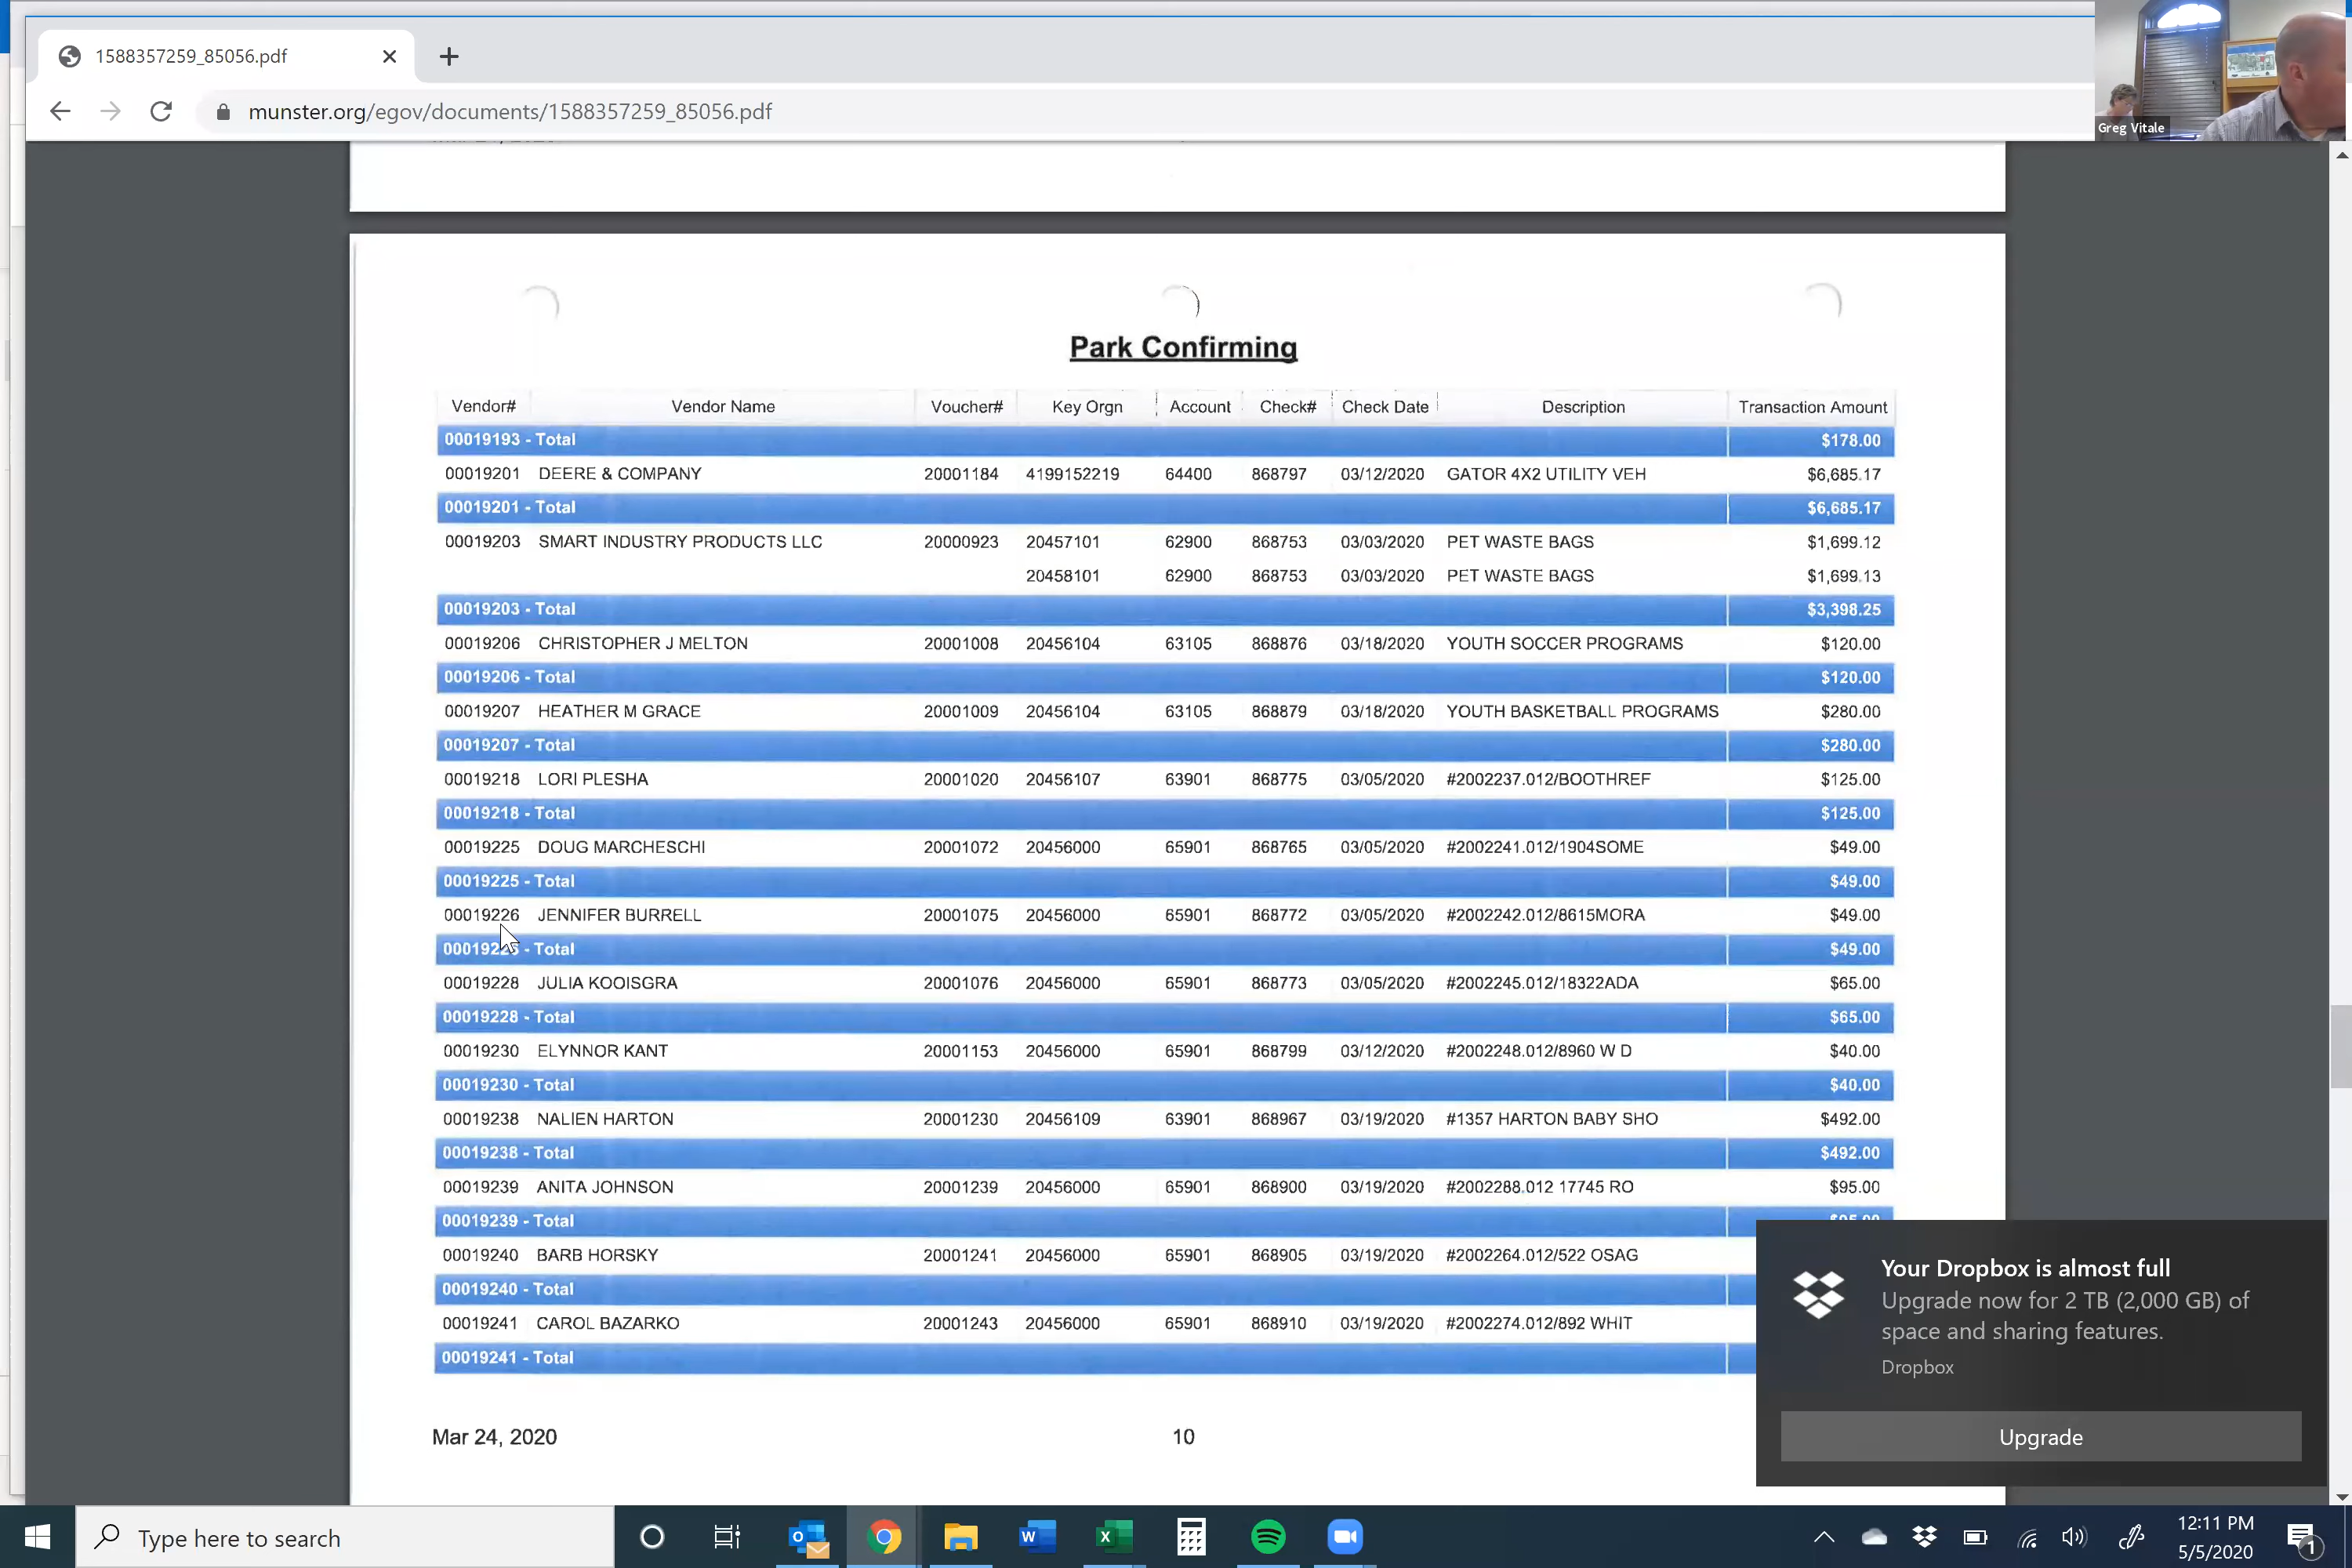 1588357259_85056.pdf
munster.org/egov/documents/1588357259_85056.pdf
Greg Vitale
Park Confirming
Vendor# Vendor Name Voucher# Key Orgn Account Check# Check Date Description Transaction Amount
00019193 - Total $178.00
00019201 DEERE & COMPANY 20001184 4199152219 64400 868797 03/12/2020 GATOR 4X2 UTILITY VEH $6,685.17
00019201 - Total $6,685.17
00019203 SMART INDUSTRY PRODUCTS LLC 20000923 20457101 62900 868753 03/03/2020 PET WASTE BAGS $1,699.12
20458101 62900 868753 03/03/2020 PET WASTE BAGS $1,699.13
00019203 - Total $3,398.25
00019206 CHRISTOPHER J MELTON 20001008 20456104 63105 868876 03/18/2020 YOUTH SOCCER PROGRAMS $120.00
00019206 - Total $120.00
00019207 HEATHER M GRACE 20001009 20456104 63105 868879 03/18/2020 YOUTH BASKETBALL PROGRAMS $280.00
00019207 - Total $280.00
00019218 LORI PLESHA 20001020 20456107 63901 868775 03/05/2020 #2002237.012/BOOTHREF $125.00
00019218 - Total $125.00
00019225 DOUG MARCHESCHI 20001072 20456000 65901 868765 03/05/2020 #2002241.012/1904SOME $49.00
00019225 - Total $49.00
00019226 JENNIFER BURRELL 20001075 20456000 65901 868772 03/05/2020 #2002242.012/8615MORA $49.00
- Total $49.00
00019228 JULIA KOOISGRA 20001076 20456000 65901 868773 03/05/2020 #2002245.012/18322ADA $65.00
00019228 - Total $65.00
00019230 ELYNNOR KANT 20001153 20456000 65901 868799 03/12/2020 #2002248.012/8960 W D $40.00
00019230 - Total $40.00
00019238 NALIEN HARTON 20001230 20456109 63901 868967 03/19/2020 #1357 HARTON BABY SHO $492.00
00019238 - Total $492.00
00019239 ANITA JOHNSON 20001239 20456000 65901 868900 03/19/2020 #2002288.012 17745 RO $95.00
00019239 - Total
00019240 BARB HORSKY 20001241 20456000 65901 868905 03/19/2020 #2002264.012/522 OSAG
00019240 - Total
00019241 CAROL BAZARKO 20001243 20456000 65901 868910 03/19/2020 #2002274.012/892 WHIT
00019241 - Total
Mar 24, 2020 10
Your Dropbox is almost full
Upgrade now for 2 TB (2,000 GB) of
space and sharing features.
Dropbox
Upgrade
Type here to search
12:11 PM
5/5/2020
1